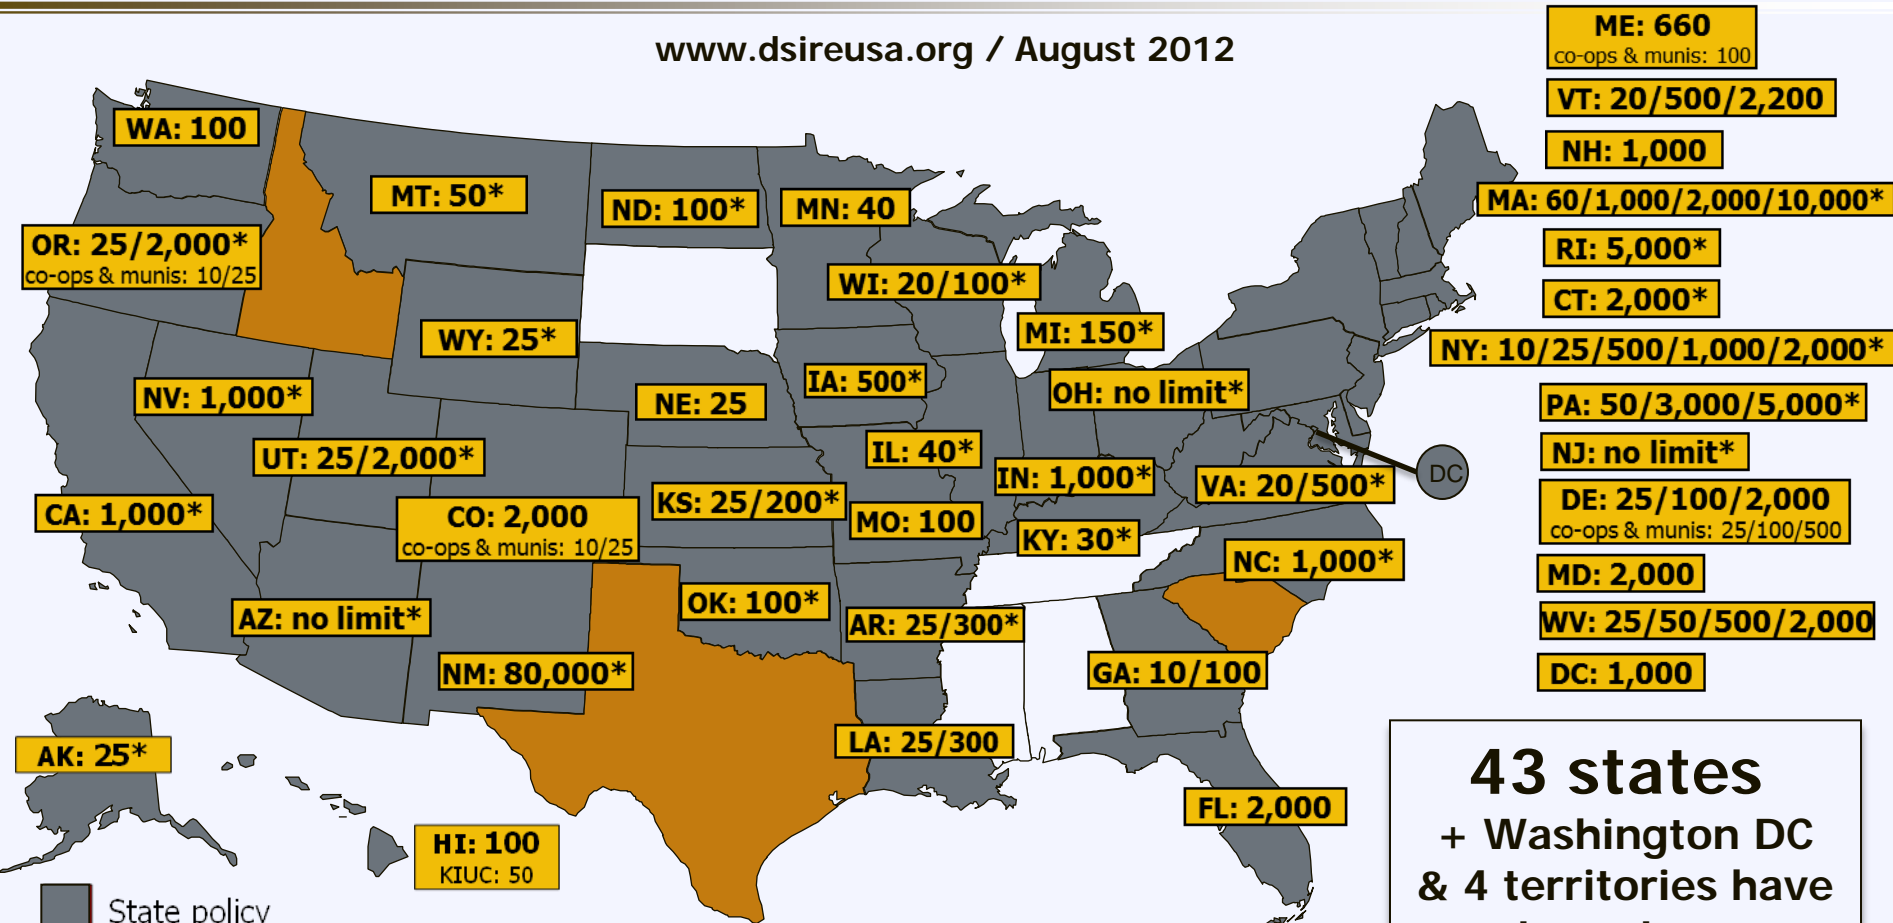 www.dsireusa.org / August 2012
ME: 660
co-ops & munis: 100
VT: 20/500/2,200
NH: 1,000
MA: 60/1,000/2,000/10,000*
RI: 5,000*
CT: 2,000*
NY: 10/25/500/1,000/2,000*
PA: 50/3,000/5,000*
NJ: no limit*
DE: 25/100/2,000
co-ops & munis: 25/100/500
MD: 2,000
WV: 25/50/500/2,000
DC: 1,000
WA: 100
MT: 50*
ND: 100*
MN: 40
OR: 25/2,000*
co-ops & munis: 10/25
WI: 20/100*
WY: 25*
MI: 150*
NV: 1,000*
NE: 25
IA: 500*
OH: no limit*
UT: 25/2,000*
IL: 40*
IN: 1,000*
VA: 20/500*
DC
CA: 1,000*
CO: 2,000
co-ops & munis: 10/25
KS: 25/200*
MO: 100
KY: 30*
NC: 1,000*
AZ: no limit*
OK: 100*
AR: 25/300*
NM: 80,000*
GA: 10/100
LA: 25/300
AK: 25*
HI: 100
KIUC: 50
FL: 2,000
State policy
43 states
+ Washington DC
& 4 territories have